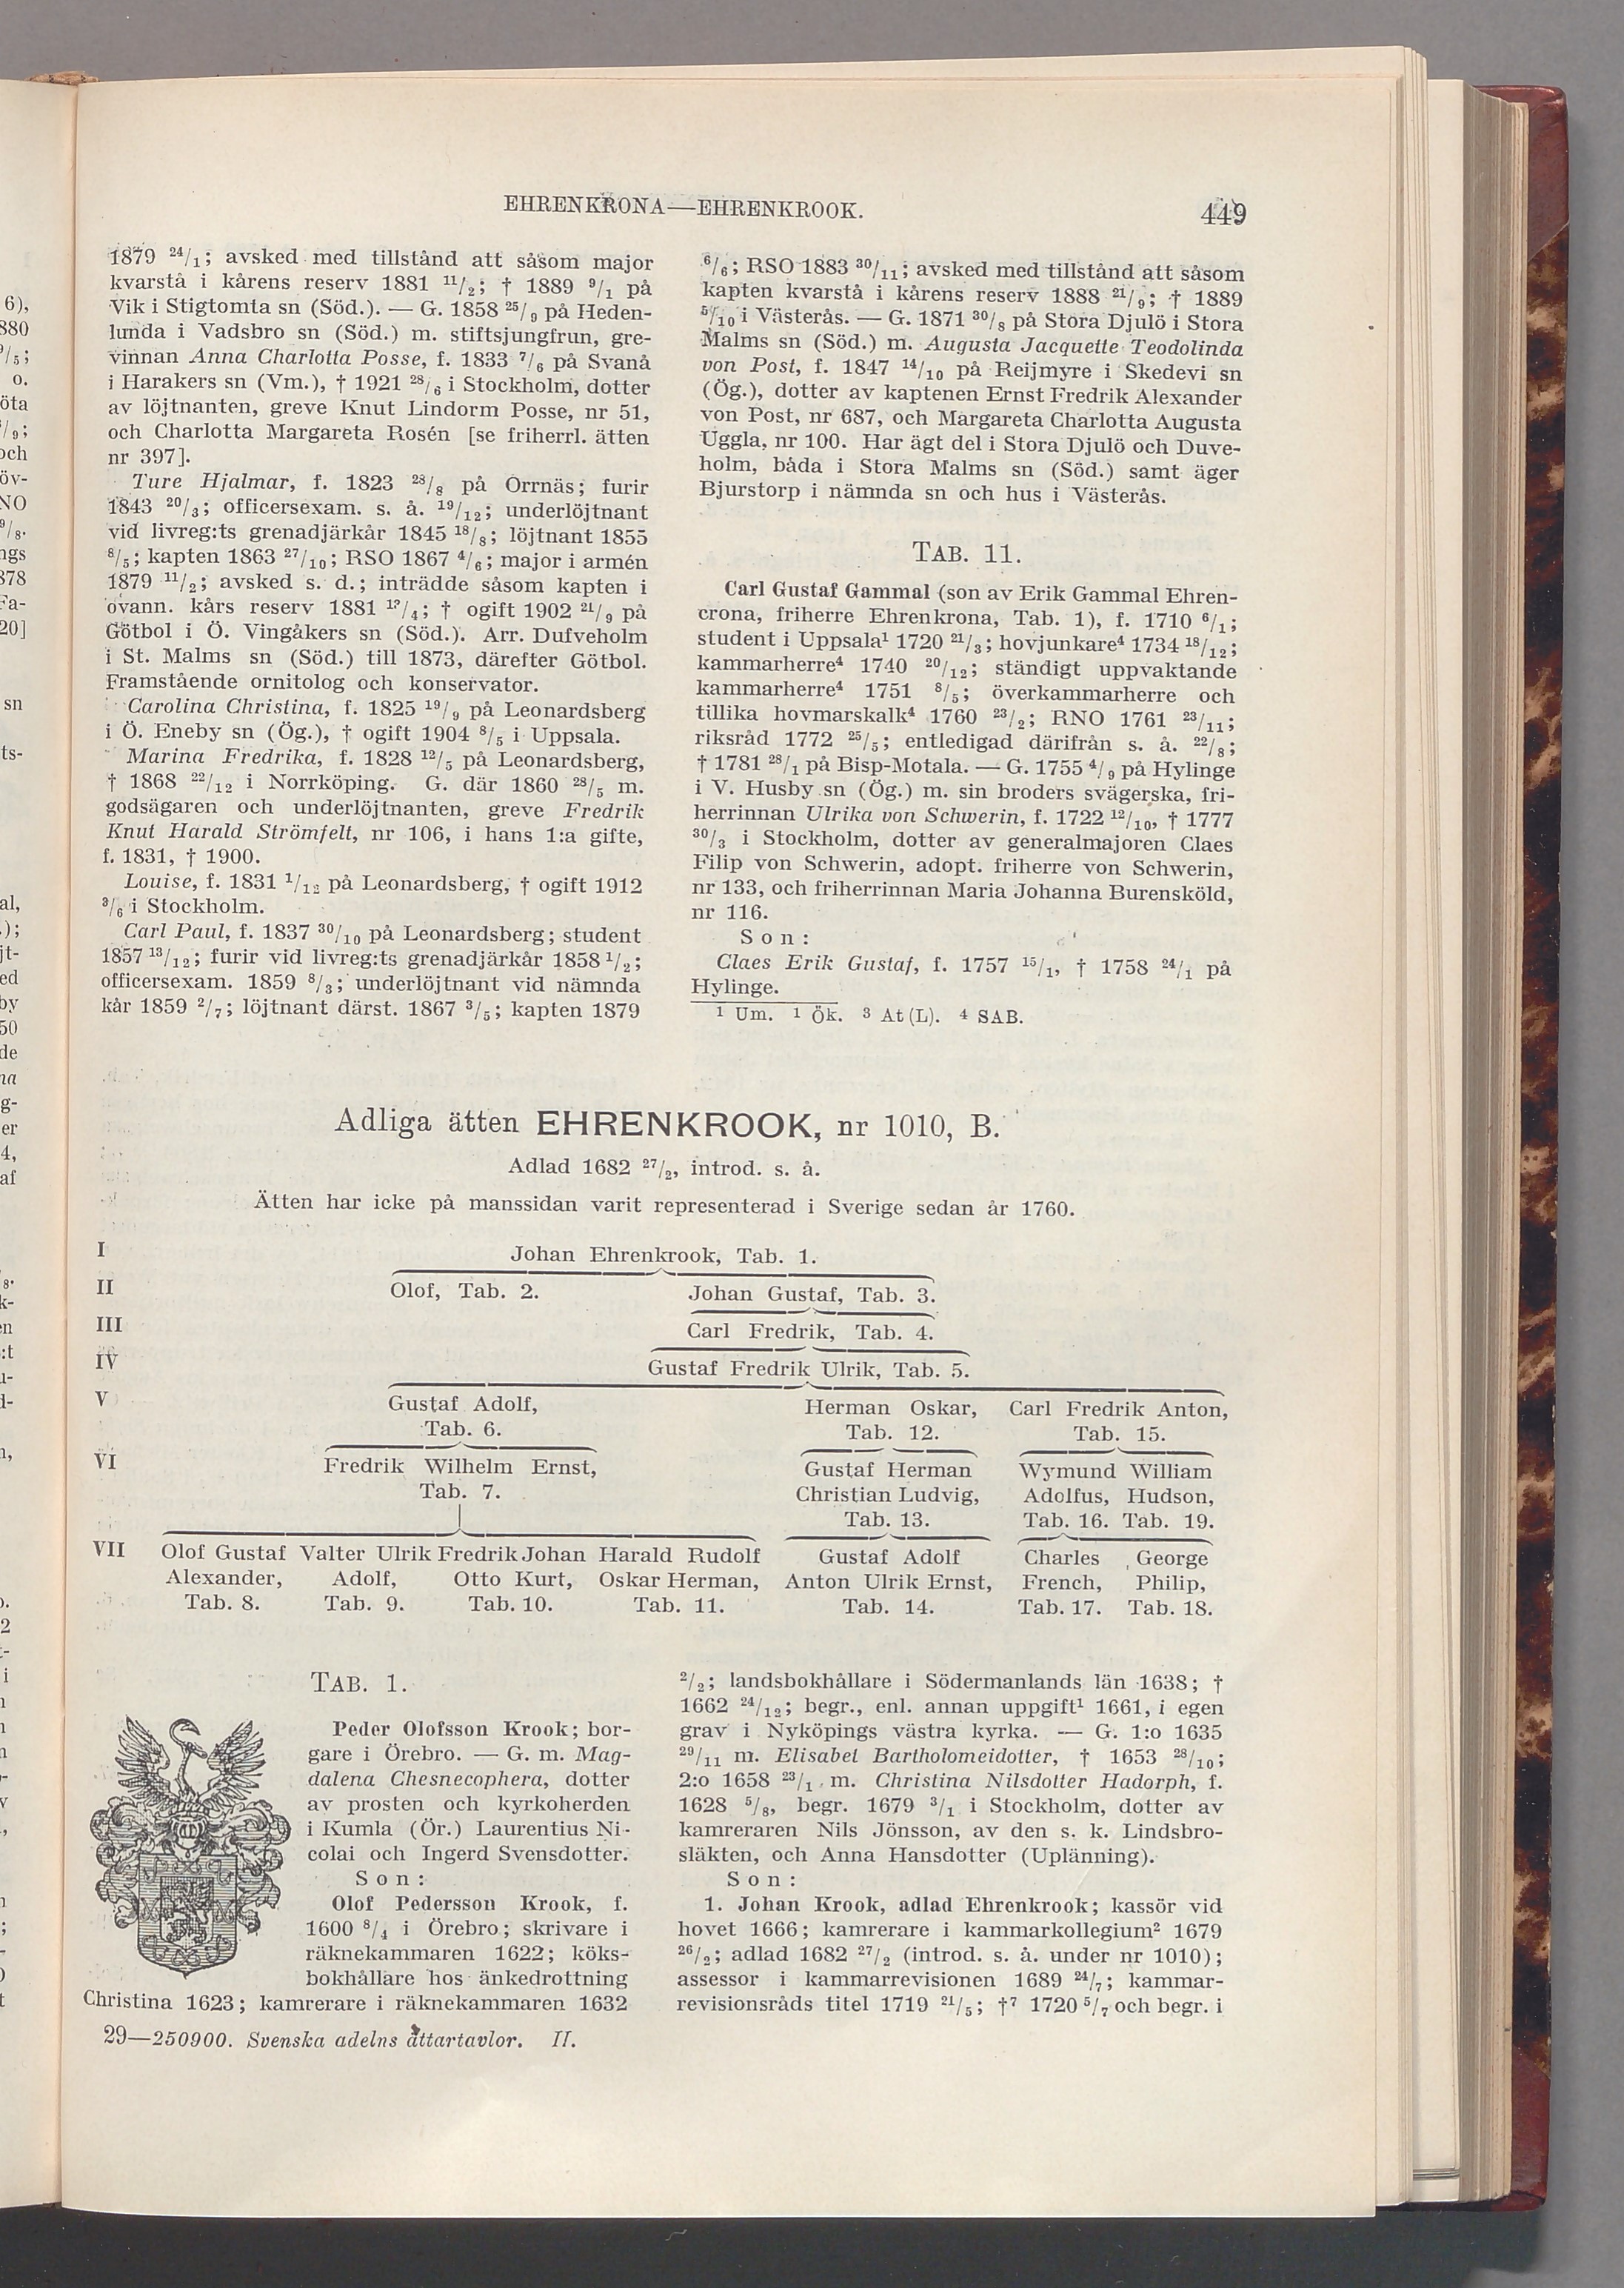 EHRENKRONA—EHRENKROOK.
449
1879 24/1; avsked med tillstånd att såsom major
kvarstå i kårens reserv 1881 11/2; † 1889 9/1 på
Vik i Stigtomta sn (Söd.). — G. 1858 25/9 på Heden-
lunda i Vadsbro sn (Söd.) m. stiftsjungfrun, gre-
vinnan Anna Charlotta Posse, f. 1833 7/6 på Svanå
i Harakers sn (Vm.), † 1921 28/6 i Stockholm, dotter
av löjtnanten, greve Knut Lindorm Posse, nr 51,
och Charlotta Margareta Rosén [se friherrl. ätten
nr 397].
Ture Hjalmar, f. 1823 28/8 på Orrnäs; furir
1843 20/3; officersexam. s. å. 19/12; underlöjtnant
vid livreg:ts grenadjärkår 1845 18/8; löjtnant 1855
8/5; kapten 1863 27/10; RSO 1867 4/6; major i armén
1879 11/2; avsked s. d.; inträdde såsom kapten i
ovann. kårs reserv 1881 /4; † ogift 1902 21/9 på
Götbol i Ö. Vingåkers sn (Söd.). Arr. Dufveholm
i St. Malms sn (Söd.) till 1873, därefter Götbol.
Framstående ornitolog och konservator.
Carolina Christina, f. 1825 19/9 på Leonardsberg
i Ö. Eneby sn (Ög.), † ogift 1904 8/5 i Uppsala.
Marina Fredrika, f. 1828 12/5 på Leonardsberg,
† 1868 22/12 i Norrköping. G. där 1860 28/5 m.
godsägaren och underlöjtnanten, greve Fredrik
Knut Harald Strömfelt, nr 106, i hans 1:a gifte,
f. 1831, † 1900.
Louise, f. 1831 1/12 på Leonardsberg, † ogift 1912
3/6 i Stockholm.
Carl Paul, f. 1837 30/10 på Leonardsberg; student
1857 13/12; furir vid livreg:ts grenadjärkår 1858 1/2;
officersexam. 1859 8/3; underlöjtnant vid nämnda
kår 1859 2/7; löjtnant därst. 1867 3/5; kapten 1879
6/6; RSO 1883 30/11; avsked med tillstånd att såsom
kapten kvarstå i kårens reserv 1888 21/9; † 1889
5/10 i Västerås. — G. 1871 30/8 på Stora Djulö i Stora
Malms sn (Söd.) m. Augusta Jacquette Teodolinda
von Post, f. 1847 14/10 på Reijmyre i Skedevi sn
(Ög.), dotter av kaptenen Ernst Fredrik Alexander
von Post, nr 687, och Margareta Charlotta Augusta
Uggla, nr 100. Har ägt del i Stora Djulö och Duve-
holm, båda i Stora Malms sn (Söd.) samt äger
Bjurstorp i nämnda sn och hus i Västerås.
TAB. 11.
Carl Gustaf Gammal (son av Erik Gammal Ehren-
crona, friherre Ehrenkrona, Tab. 1), f. 1710 6/1;
student i Uppsala1 1720 21/3; hovjunkare4 1734 18/12;
kammarherre4 1740 20/12; ständigt uppvaktande
kammarherre4 1751 8/5; överkammarherre och
tillika hovmarskalk4 1760 23/2; RNO 1761 23/11;
riksråd 1772 25/5; entledigad därifrån s. å. 22/8;
† 1781 28/1 på Bisp-Motala. — G. 1755 4/9 på Hylinge
i V. Husby sn (Ög.) m. sin broders svägerska, fri-
herrinnan Ulrika von Schwerin, f. 1722 12/10, † 1777
30/3 i Stockholm, dotter av generalmajoren Claes
Filip von Schwerin, adopt. friherre von Schwerin,
nr 133, och friherrinnan Maria Johanna Burensköld,
nr 116.
Son:
Claes Erik Gustaf, f. 1757 15/1, † 1758 24/1 på
Hylinge.
1 Um. 1 Ök. 3 At (L). 4 SAB.
Adliga ätten EHRENKROOK, nr 1010, B.
Adlad 1682 27/2, introd. s. å.
Ätten har icke på manssidan varit representerad i Sverige sedan år 1760.
I Johan Ehrenkrook, Tab. 1.
II Olof, Tab. 2. Johan Gustaf, Tab. 3.
III Carl Fredrik, Tab. 4.
IV Gustaf Fredrik Ulrik, Tab. 5.
V Gustaf Adolf, Herman Oskar, Carl Fredrik Anton,
Tab. 6. Tab. 12. Tab. 15.
VI Fredrik Wilhelm Ernst, Gustaf Herman Wymund William
Tab. 7. Christian Ludvig, Adolfus, Hudson,
Tab. 13. Tab. 16. Tab. 19.
VII Olof Gustaf Valter Ulrik Fredrik Johan Harald Rudolf Gustaf Adolf Charles George
Alexander, Adolf, Otto Kurt, Oskar Herman, Anton Ulrik Ernst, French, Philip,
Tab. 8. Tab. 9. Tab. 10. Tab. 11. Tab. 14. Tab. 17. Tab. 18.
TAB. 1.
Peder Olofsson Krook; bor-
gare i Örebro. — G. m. Mag-
dalena Chesnecophera, dotter
av prosten och kyrkoherden
i Kumla (Ör.) Laurentius Ni-
colai och Ingerd Svensdotter.
Son:
Olof Pedersson Krook, f.
1600 8/4 i Örebro; skrivare i
räknekammaren 1622; köks-
bokhållare hos änkedrottning
Christina 1623; kamrerare i räknekammaren 1632
2/2; landsbokhållare i Södermanlands län 1638; †
1662 24/12; begr., enl. annan uppgift1 1661, i egen
grav i Nyköpings västra kyrka. — G. 1:o 1635
29/11 m. Elisabet Bartholomeidotter, † 1653 28/10;
2:o 1658 23/1 m. Christina Nilsdotter Hadorph, f.
1628 5/8, begr. 1679 3/1 i Stockholm, dotter av
kamreraren Nils Jönsson, av den s. k. Lindsbro-
släkten, och Anna Hansdotter (Uplänning).
Son:
1. Johan Krook, adlad Ehrenkrook; kassör vid
hovet 1666; kamrerare i kammarkollegium2 1679
26/2; adlad 1682 27/2 (introd. s. å. under nr 1010);
assessor i kammarrevisionen 1689 24/7; kammar-
revisionsråds titel 1719 21/5; †7 1720 5/7 och begr. i
29—250900. Svenska adelns ättartavlor. II.